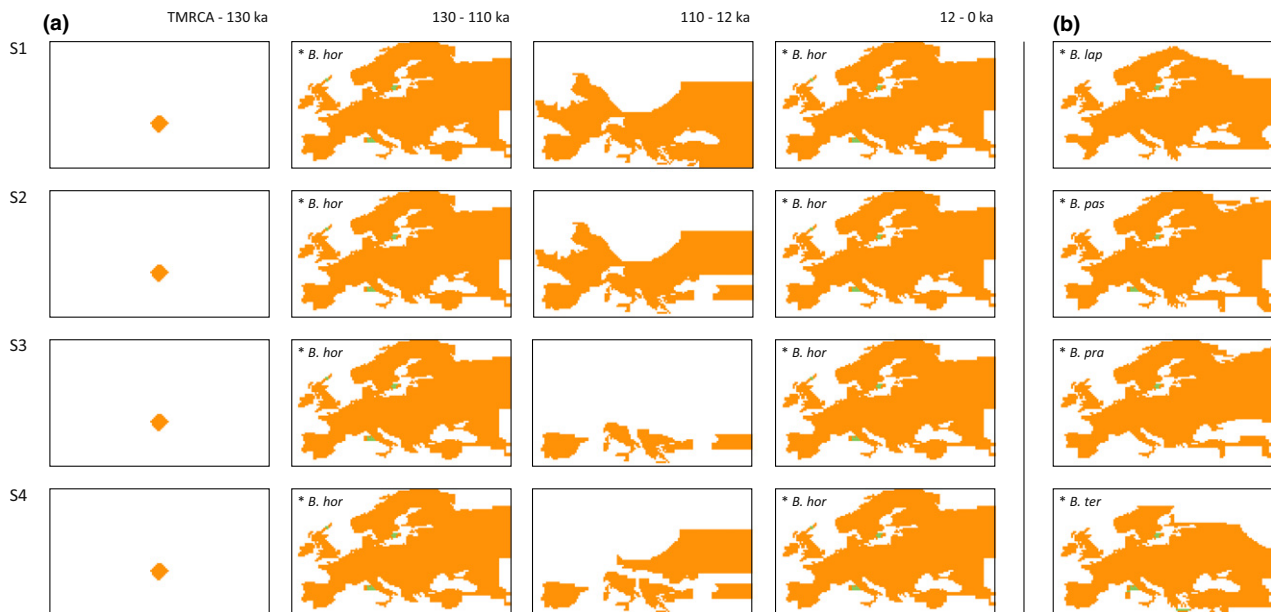 (a) TMRCA - 130 ka 130 - 110 ka 110 - 12 ka 12 - 0 ka (b)
S1 * B. hor * B. hor * B. lap
S2 * B. hor * B. hor * B. pas
S3 * B. hor * B. hor * B. pra
S4 * B. hor * B. hor * B. ter